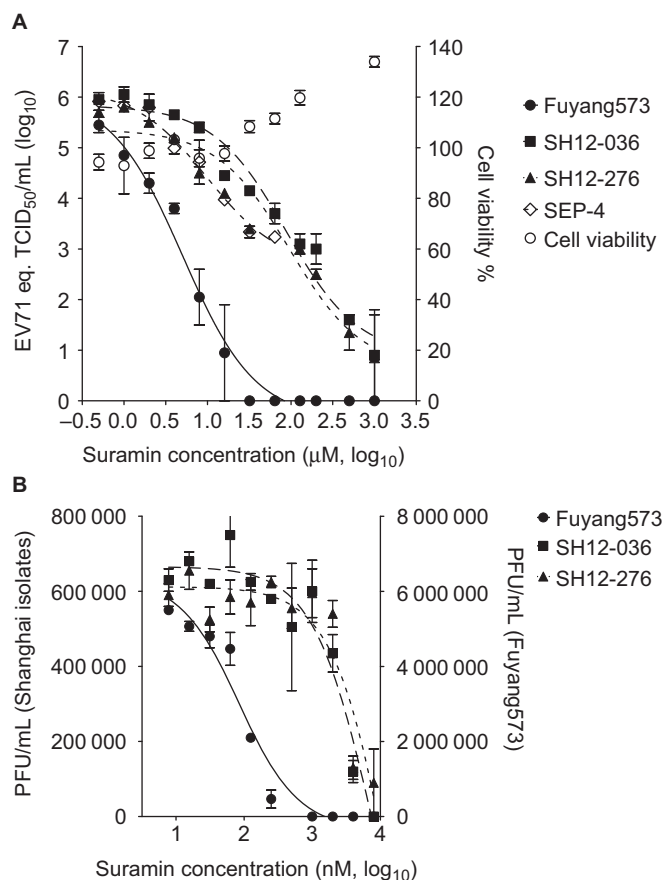 A
7
6
5
4
3
2
1
0
EV71 eq. TCID50/mL (log10)
140
120
100
80
60
40
20
0
Cell viability %
–0.5 0.0 0.5 1.0 1.5 2.0 2.5 3.0 3.5
Suramin concentration (μM, log10)
Fuyang573
SH12-036
SH12-276
SEP-4
Cell viability
B
800 000
600 000
400 000
200 000
0
PFU/mL (Shanghai isolates)
8 000 000
6 000 000
4 000 000
2 000 000
0
PFU/mL (Fuyang573)
1 2 3 4
Suramin concentration (nM, log10)
Fuyang573
SH12-036
SH12-276